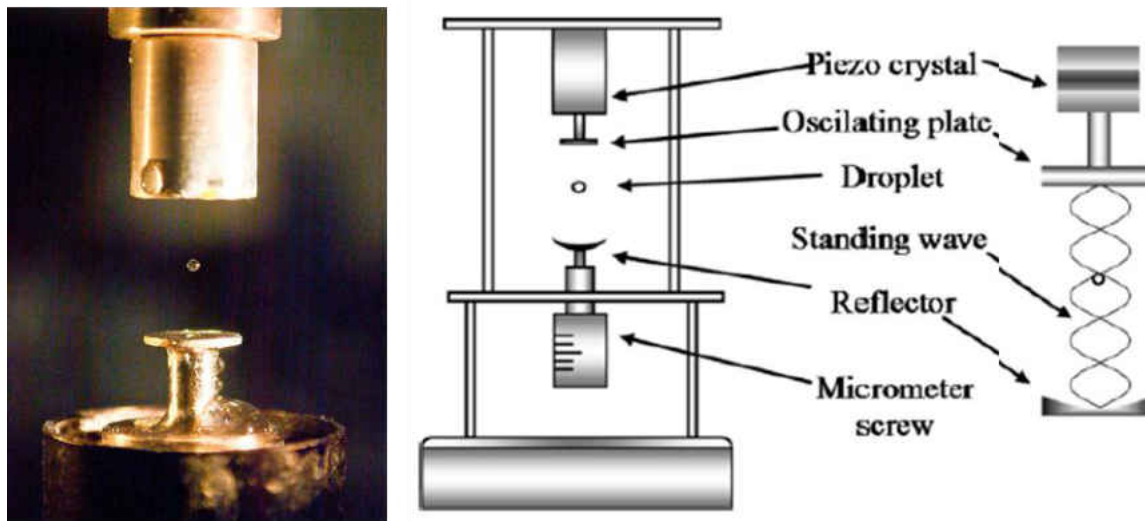 Piezo crystal
Oscilating plate
Droplet
Standing wave
Reflector
Micrometer
screw